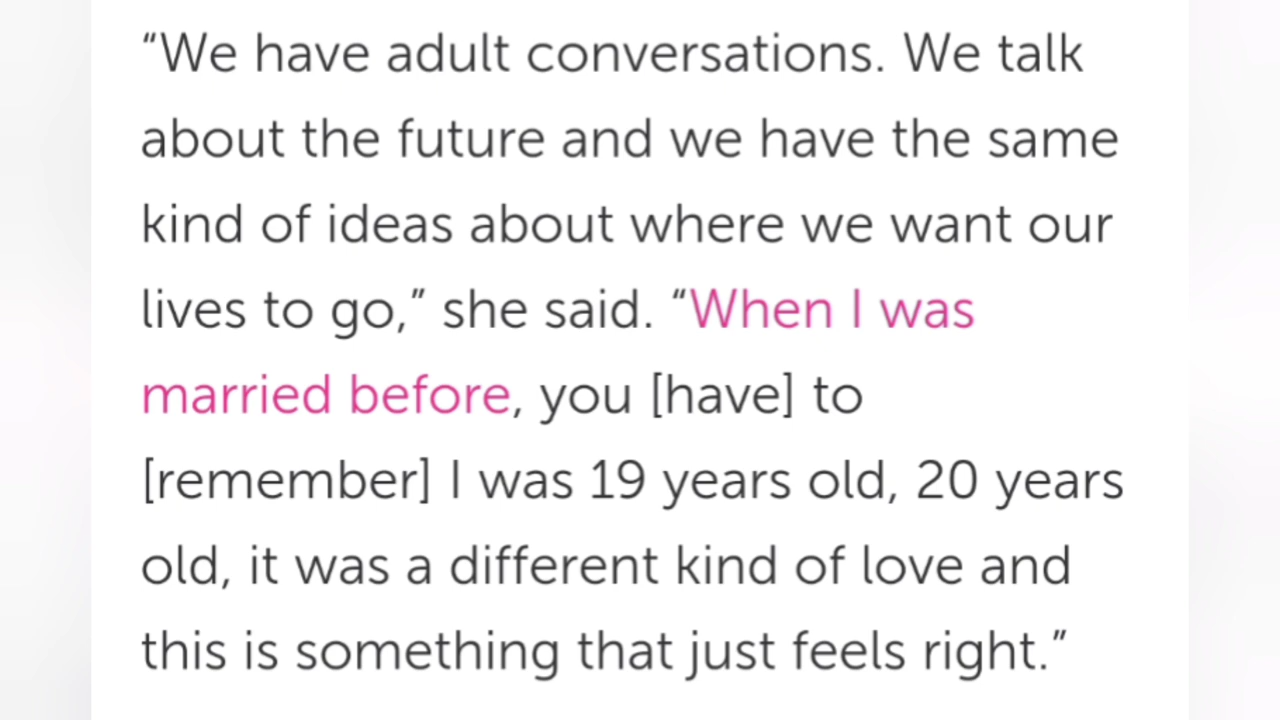 “We have adult conversations. We talk
about the future and we have the same
kind of ideas about where we want our
lives to go,” she said. “When I was
married before, you [have] to
[remember] I was 19 years old, 20 years
old, it was a different kind of love and
this is something that just feels right.”